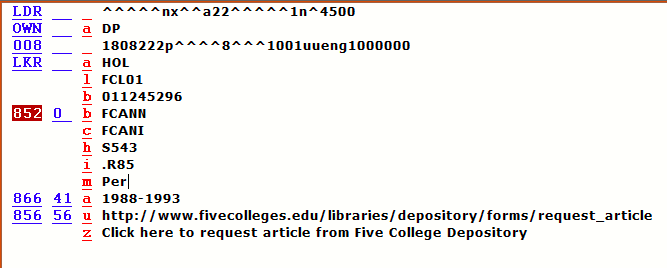 LDR _ _ ^^^^^nx^^a22^^^^^1n^4500
OWN _ _ a DP
008 _ _ _ 1808222p^^^^8^^^1001uueng1000000
LKR _ _ a HOL
l FCL01
b 011245296
852 0 _ b FCANN
c FCANI
h S543
i .R85
m Per
866 41 a 1988-1993
856 56 u http://www.fivecolleges.edu/libraries/depository/forms/request_article
z Click here to request article from Five College Depository